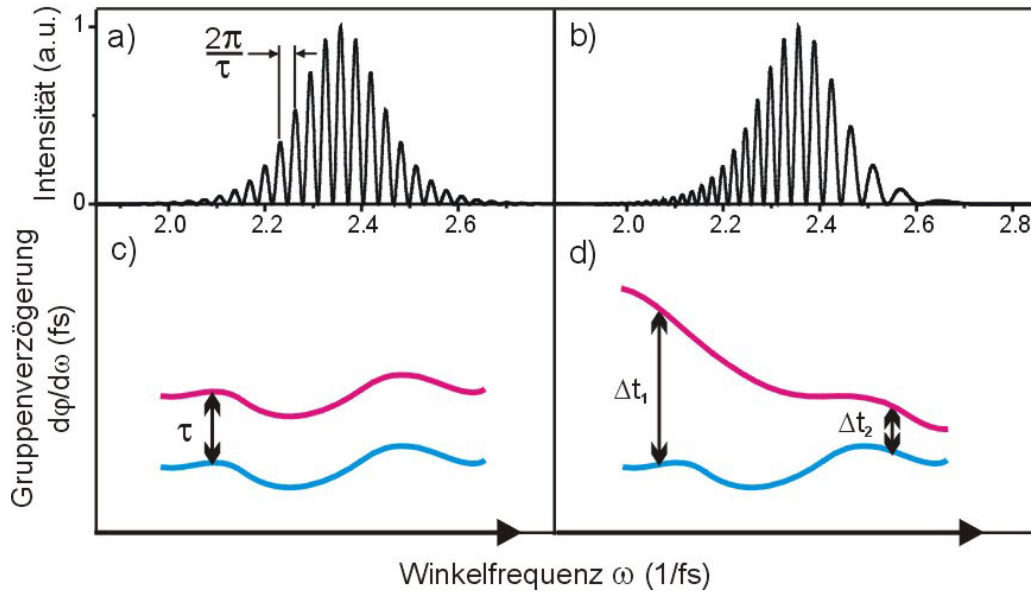 a)
b)
2π
τ
1
0
Intensität (a.u.)
2.0 2.2 2.4 2.6
2.0 2.2 2.4 2.6 2.8
c)
d)
τ
Δt₁
Δt₂
Gruppenverzögerung
dφ/dω (fs)
Winkelfrequenz ω (1/fs)